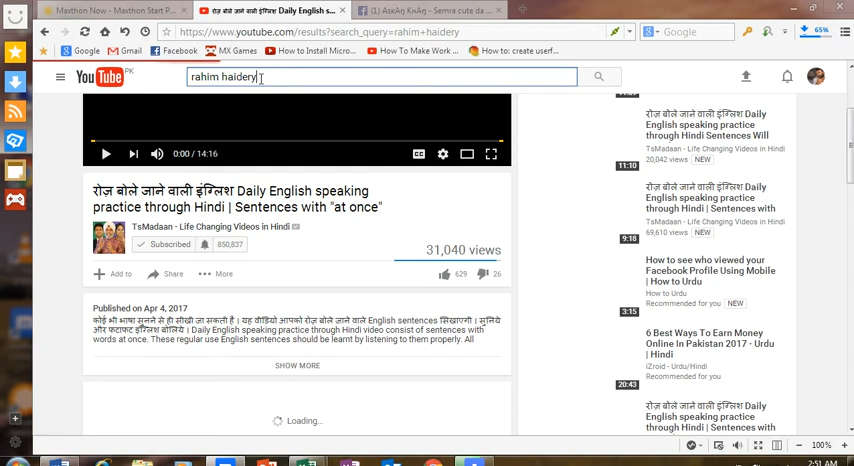 Maxthon Now - Maxthon Start P...
रोज़ बोले जाने वाली इंग्लिश Daily English s...
(1) AsкAŋ KнAŋ - Semra cute da ...
https://www.youtube.com/results?search_query=rahim+haidery
Google
65%
Google
Gmail
Facebook
MX Games
How to Install Micro...
How To Make Work ...
How to: create userf...
YouTube PK
rahim haidery
0:00 / 14:16
CC
रोज़ बोले जाने वाली इंग्लिश Daily English speaking
practice through Hindi | Sentences with "at once"
TsMadaan - Life Changing Videos in Hindi
Subscribed
850,837
31,040 views
Add to
Share
More
629
26
Published on Apr 4, 2017
कोई भी भाषा सुनने से ही सीखी जा सकती है । यह वीडियो आपको रोज़ बोले जाने वाले English sentences सिखाएगी । सुनिये
और फटाफट इंग्लिश बोलिये । Daily English speaking practice through Hindi video consist of sentences with
words at once. These regular use English sentences should be learnt by listening to them properly. All
SHOW MORE
Loading...
रोज़ बोले जाने वाली इंग्लिश Daily
English speaking practice
through Hindi Sentences Will
TsMadaan - Life Changing Videos in Hindi
20,042 views NEW
11:10
रोज़ बोले जाने वाली इंग्लिश Daily
English speaking practice
through Hindi | Sentences with
TsMadaan - Life Changing Videos in Hindi
69,610 views NEW
9:18
How to see who viewed your
Facebook Profile Using Mobile
| How to Urdu
How to Urdu
Recommended for you NEW
3:15
6 Best Ways To Earn Money
Online In Pakistan 2017 - Urdu
| Hindi
iZroid - Urdu/Hindi
Recommended for you
20:43
रोज़ बोले जाने वाली इंग्लिश Daily
English speaking practice
through Hindi | Sentences with
100%
2:51 AM